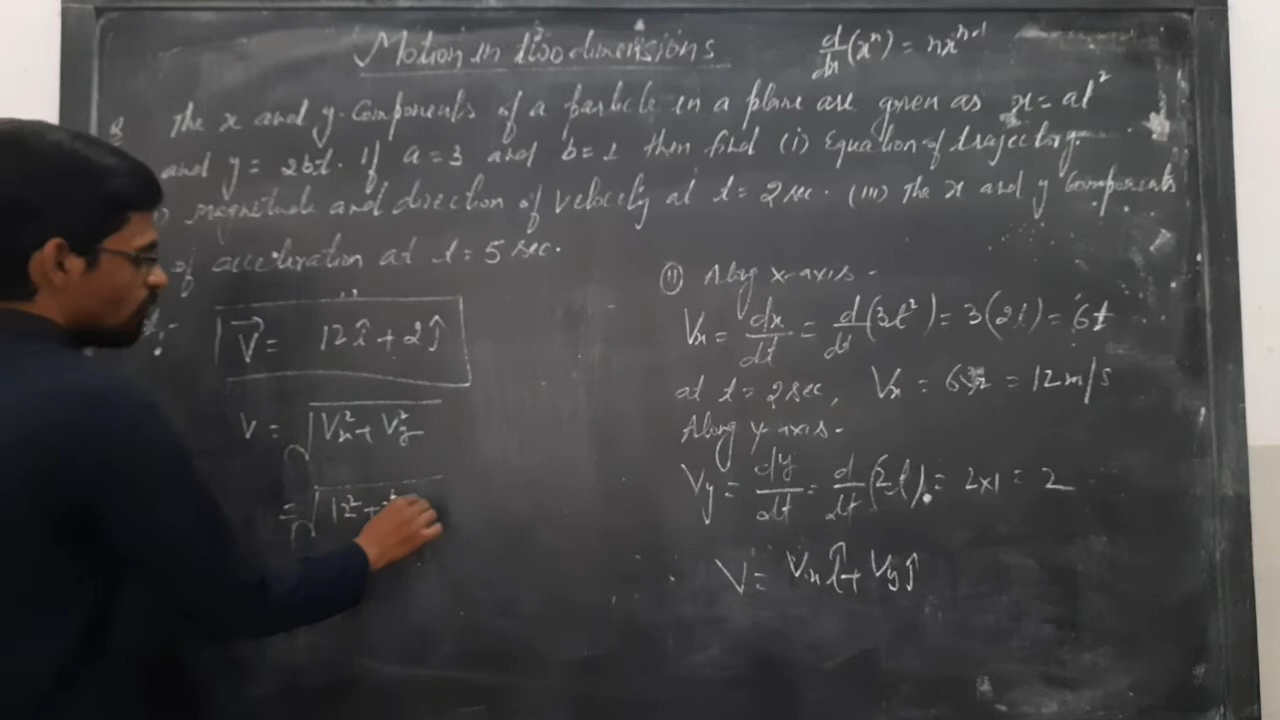 Motion in two dimensions
d/dx (xⁿ) = nxⁿ⁻¹
Q The x and y-components of a particle in a plane are given as x = at²
and y = 2bt. If a = 3 and b = 1 then find (i) Equation of trajectory.
) magnitude and direction of velocity at t = 2 sec. (iii) The x and y components
of acceleration at t = 5 sec.
V⃗ = 12î + 2ĵ
V = √(Vx² + Vy²)
= √(12² +
(ii) Along x-axis -
Vx = dx/dt = d/dt (3t²) = 3(2t) = 6t
at t = 2 sec, Vx = 6×2 = 12 m/s
Along y-axis -
Vy = dy/dt = d/dt (2t) = 2×1 = 2
V = Vx î + Vy ĵ